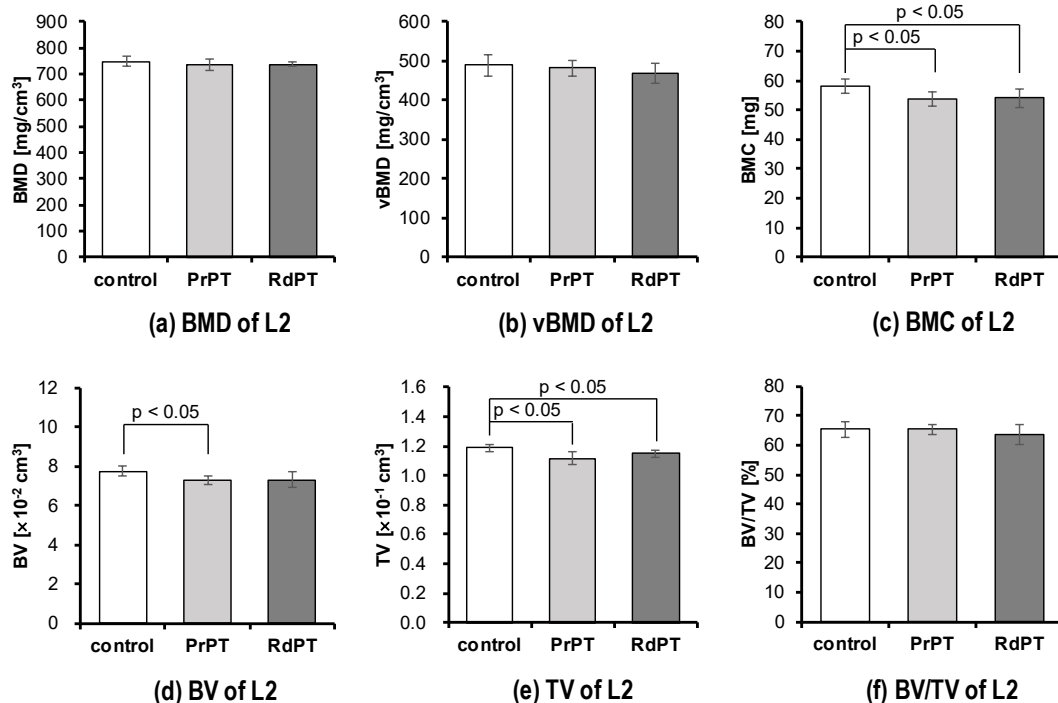 BMD [mg/cm³]
900
800
700
600
500
400
300
200
100
0
control PrPT RdPT
(a) BMD of L2
vBMD [mg/cm³]
600
500
400
300
200
100
0
control PrPT RdPT
(b) vBMD of L2
BMC [mg]
80
70
60
50
40
30
20
10
0
p < 0.05
p < 0.05
control PrPT RdPT
(c) BMC of L2
BV [×10⁻² cm³]
12
10
8
6
4
2
0
p < 0.05
control PrPT RdPT
(d) BV of L2
TV [×10⁻¹ cm³]
1.6
1.4
1.2
1.0
0.8
0.6
0.4
0.2
0.0
p < 0.05
p < 0.05
control PrPT RdPT
(e) TV of L2
BV/TV [%]
80
70
60
50
40
30
20
10
0
control PrPT RdPT
(f) BV/TV of L2